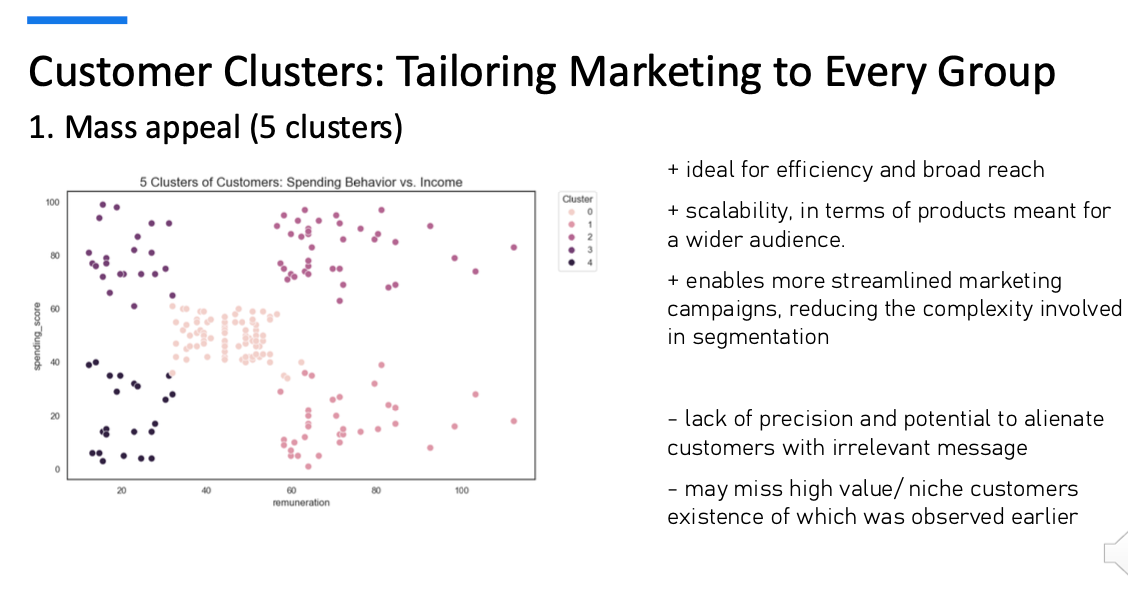 Customer Clusters: Tailoring Marketing to Every Group
1. Mass appeal (5 clusters)
5 Clusters of Customers: Spending Behavior vs. Income
100
80
60
40
20
0
spending_score
20
40
60
80
100
remuneration
Cluster
0
1
2
3
4
+ ideal for efficiency and broad reach
+ scalability, in terms of products meant for
a wider audience.
+ enables more streamlined marketing
campaigns, reducing the complexity involved
in segmentation
– lack of precision and potential to alienate
customers with irrelevant message
– may miss high value/ niche customers
existence of which was observed earlier